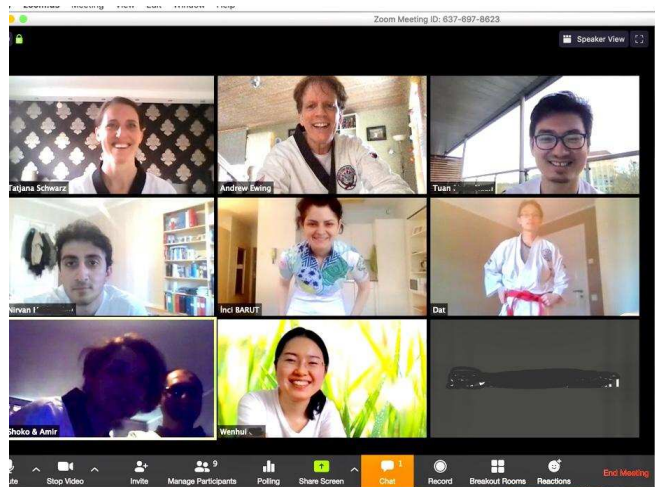 Zoom Meeting ID: 637-697-8623
Speaker View
Tatjana Schwarz
Andrew Ewing
Tuan
Nirvan
İnci BARUT
Dat
Shoko & Amir
Wenhui
9
1
Stop Video
Invite
Manage Participants
Polling
Share Screen
Chat
Record
Breakout Rooms
Reactions
End Meeting